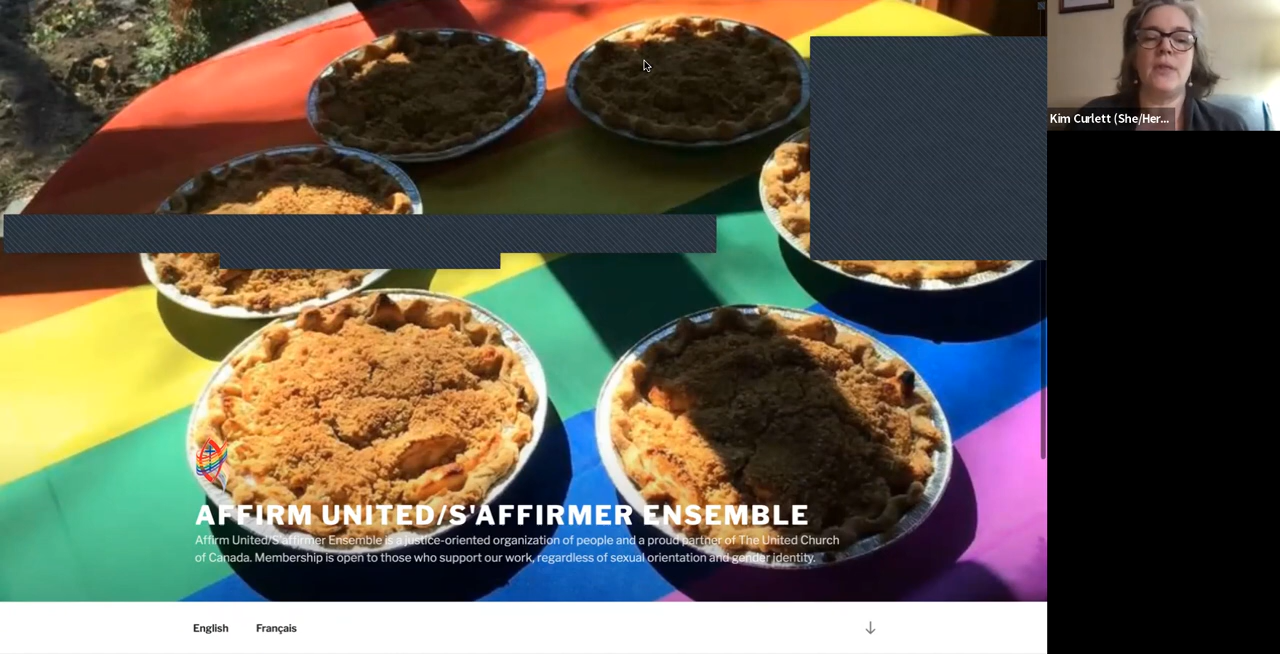 Kim Curlett (She/Her...
AFFIRM UNITED/S'AFFIRMER ENSEMBLE
Affirm United/S'affirmer Ensemble is a justice-oriented organization of people and a proud partner of The United Church
of Canada. Membership is open to those who support our work, regardless of sexual orientation and gender identity.
English Français